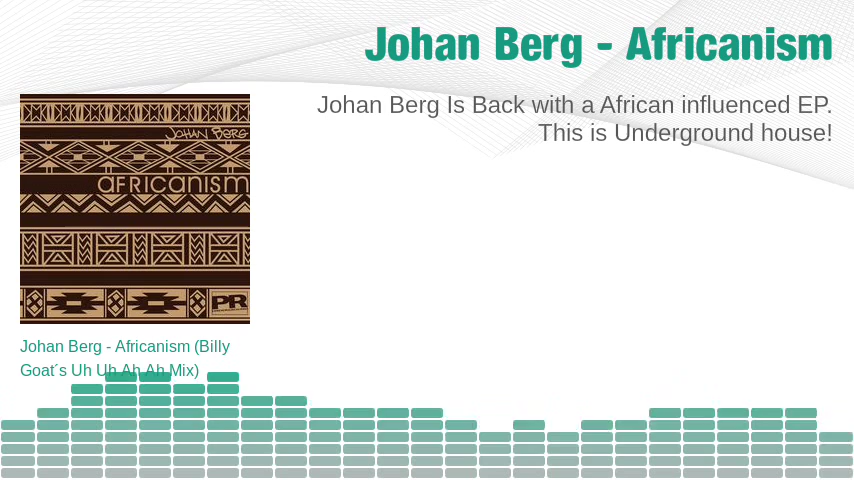 Johan Berg - Africanism
Johan Berg Is Back with a African influenced EP.
This is Underground house!
JOHAN BERG
aFRICaNISM
PR
Johan Berg - Africanism (Billy
Goat´s Uh Uh Ah Ah Mix)